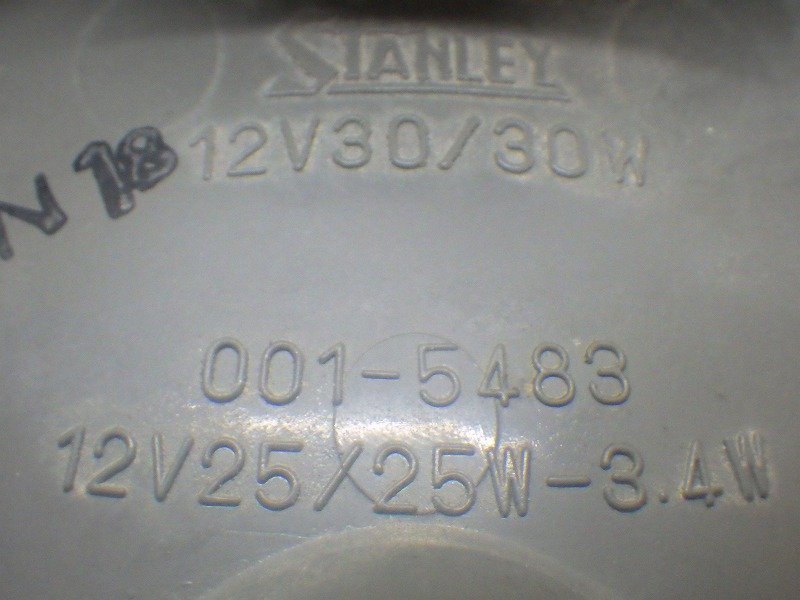 STANLEY
N 18
12V30/30W
001-5483
12V25/25W-3.4W